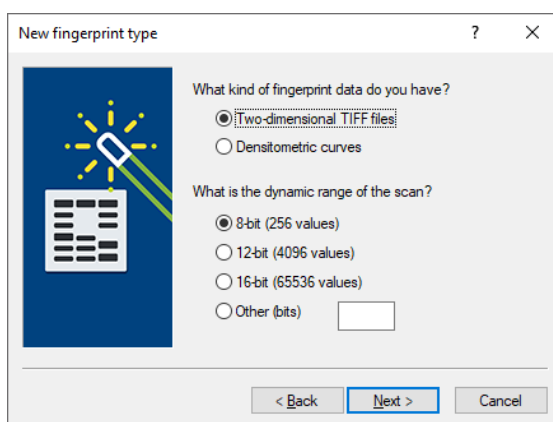 New fingerprint type
?
What kind of fingerprint data do you have?
Two-dimensional TIFF files
Densitometric curves
What is the dynamic range of the scan?
8-bit (256 values)
12-bit (4096 values)
16-bit (65536 values)
Other (bits)
< Back
Next >
Cancel